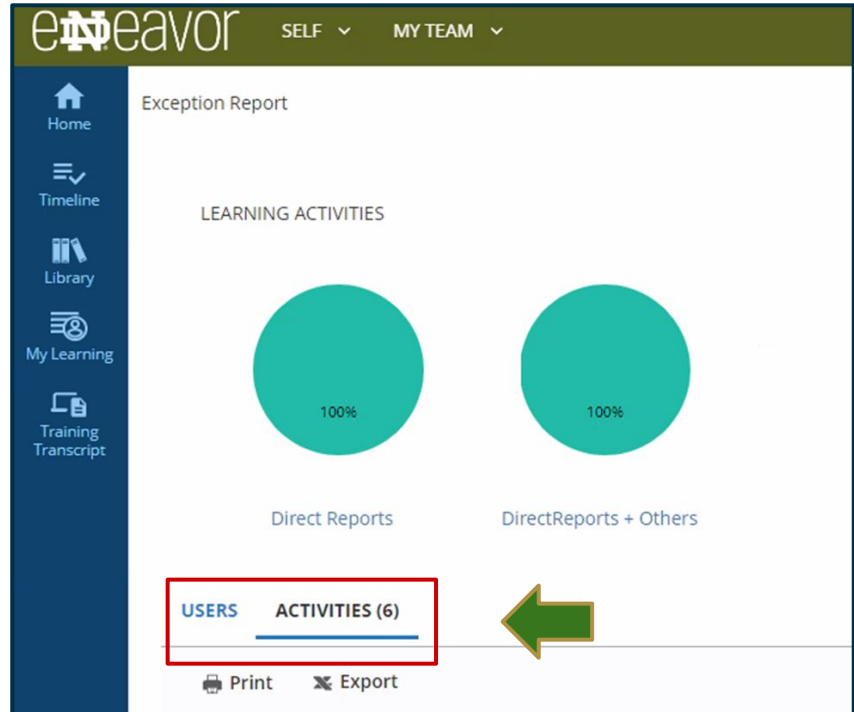 eNDeavor
SELF MY TEAM
Home
Exception Report
Timeline
LEARNING ACTIVITIES
Library
My Learning
100% 100%
Training
Transcript
Direct Reports DirectReports + Others
USERS ACTIVITIES (6)
Print Export